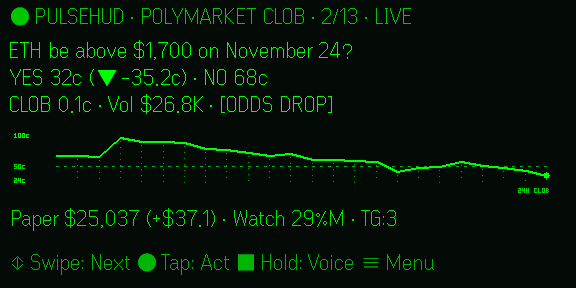 ● PULSEHUD · POLYMARKET CLOB · 2/13 · LIVE
ETH be above $1,700 on November 24?
YES 32c (▼-35.2c) · NO 68c
CLOB 0.1c · Vol $26.8K · [ODDS DROP]
100c
50c
24c
24H CLOB
Paper $25,037 (+$37.1) · Watch 29%M · TG:3
⬦ Swipe: Next ● Tap: Act ■ Hold: Voice ≡ Menu